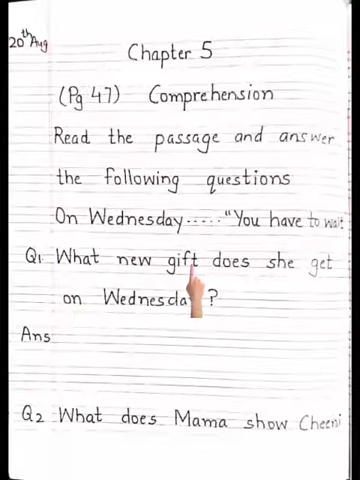 20th Aug
Chapter 5
(Pg 47) Comprehension
Read the passage and answer
the following questions
On Wednesday ..... "You have to wait
Q1 What new gift does she get
on Wednesday ?
Ans
Q2 What does Mama show Cheeni